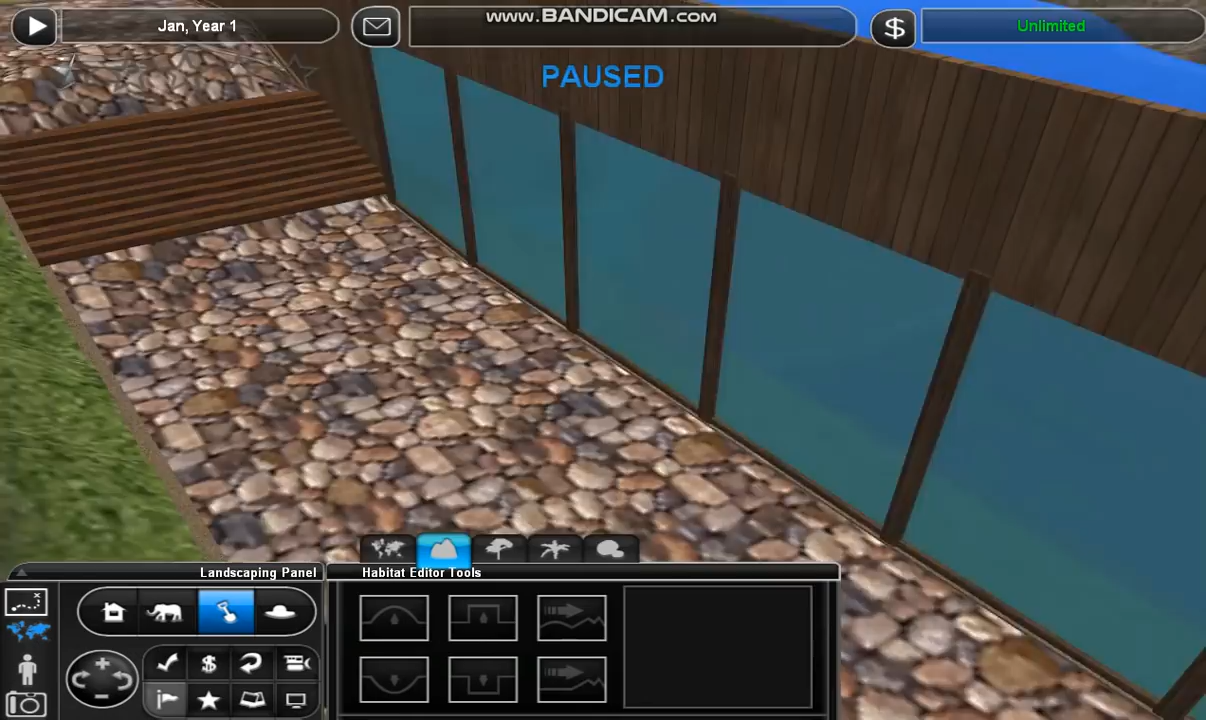 Jan, Year 1
www.BANDICAM.com
$
Unlimited
PAUSED
Landscaping Panel
Habitat Editor Tools